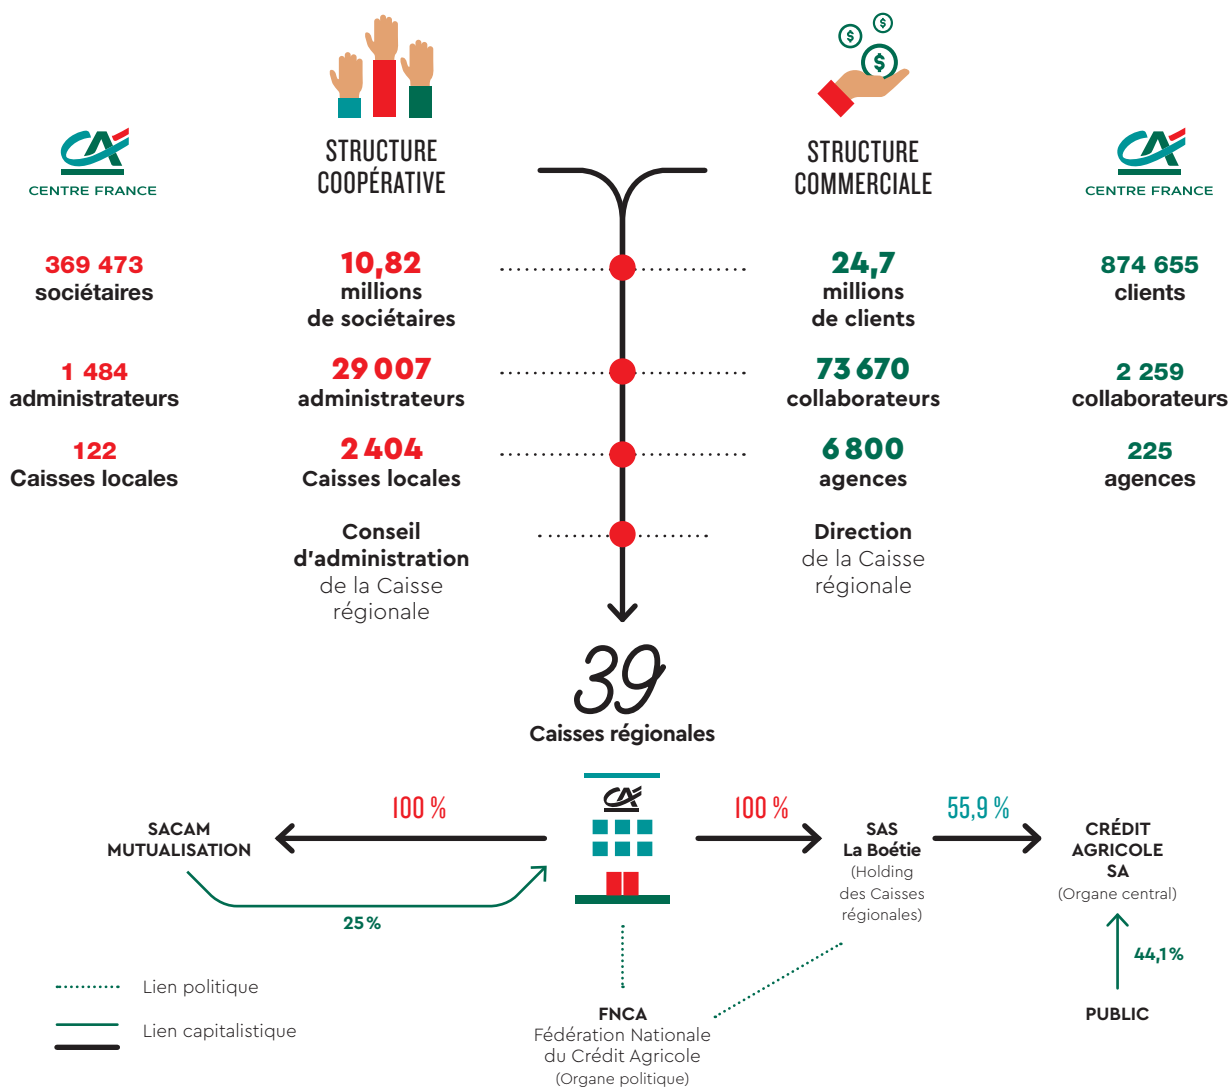 STRUCTURE
COOPÉRATIVE
STRUCTURE
COMMERCIALE
CA
CENTRE FRANCE
CA
CENTRE FRANCE
369 473
sociétaires
10,82
millions
de sociétaires
24,7
millions
de clients
874 655
clients
1 484
administrateurs
29 007
administrateurs
73 670
collaborateurs
2 259
collaborateurs
122
Caisses locales
2 404
Caisses locales
6 800
agences
225
agences
Conseil
d'administration
de la Caisse
régionale
Direction
de la Caisse
régionale
39
Caisses régionales
CA
100 %
100 %
55,9 %
SACAM
MUTUALISATION
SAS
La Boétie
(Holding
des Caisses
régionales)
CRÉDIT
AGRICOLE
SA
(Organe central)
25 %
44,1 %
PUBLIC
Lien politique
Lien capitalistique
FNCA
Fédération Nationale
du Crédit Agricole
(Organe politique)
$
$
$